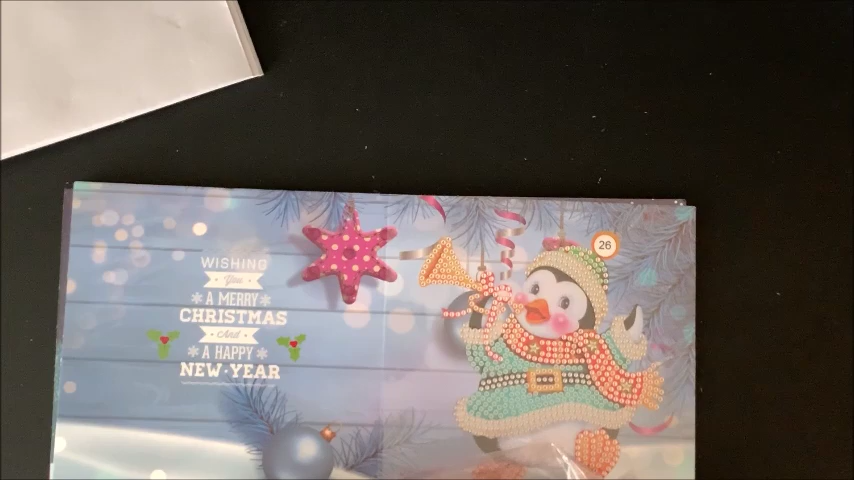 WISHING
You
A MERRY
CHRISTMAS
And
A HAPPY
NEW·YEAR
26